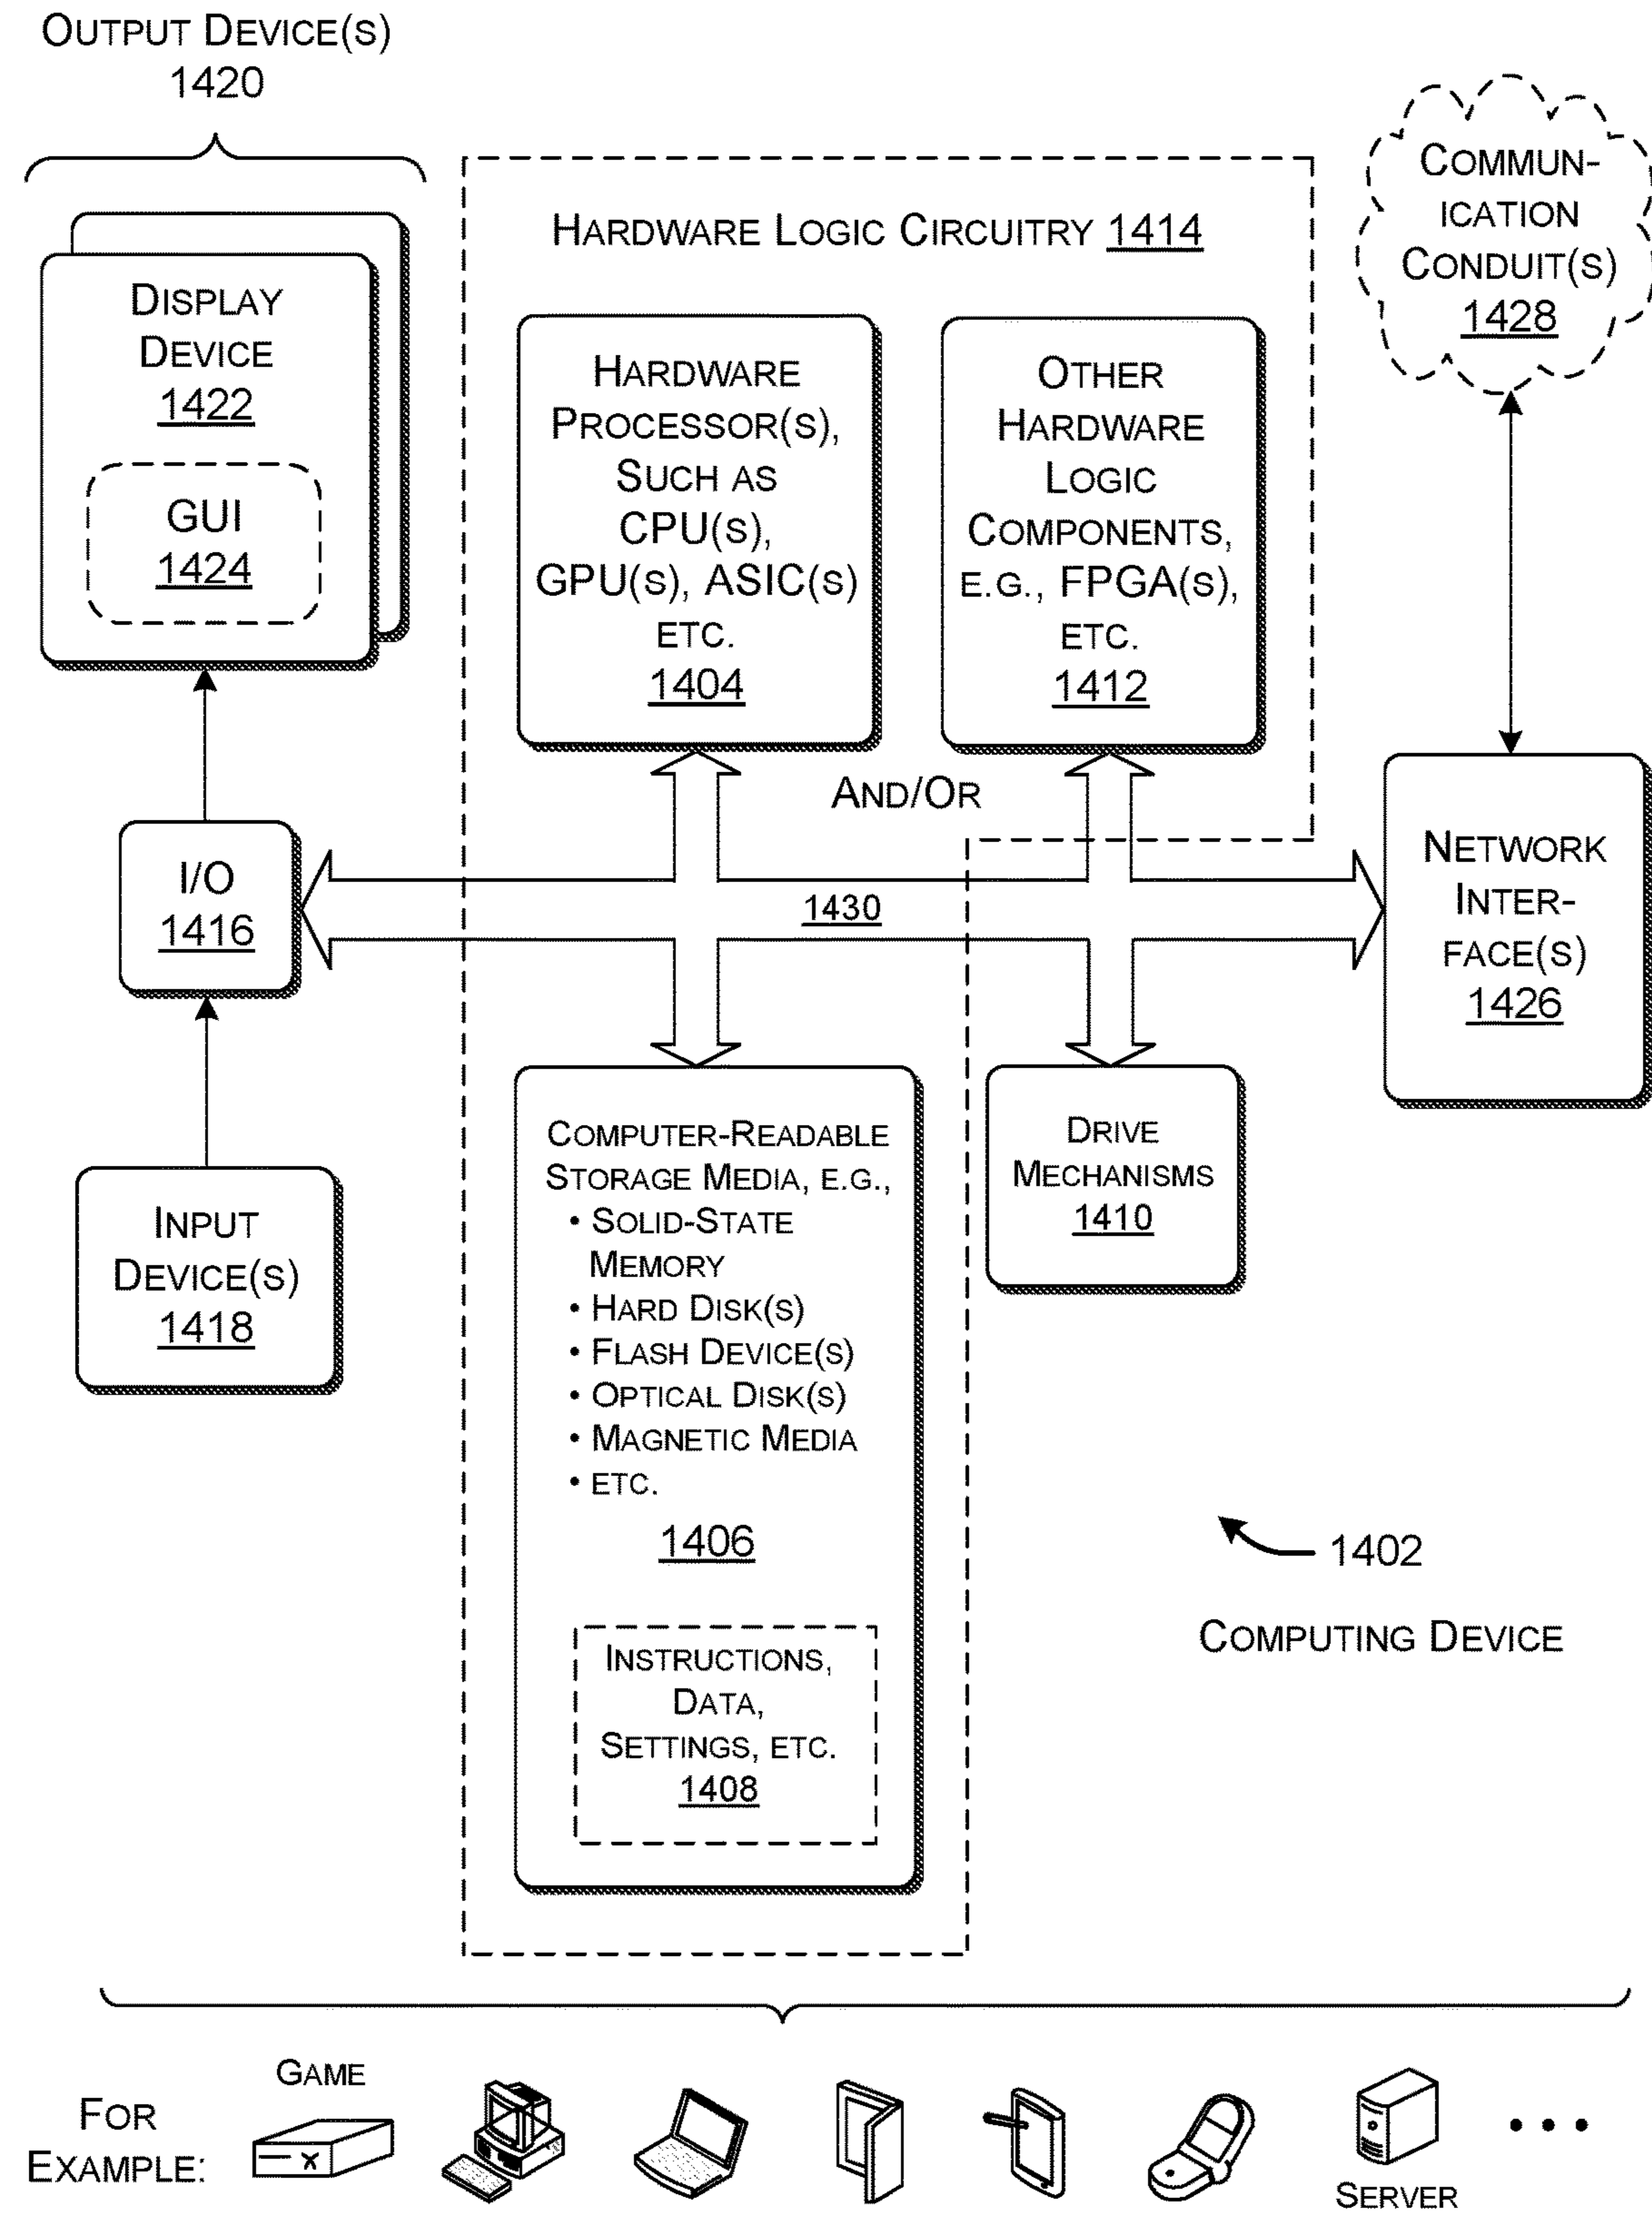 OUTPUT DEVICE(S)
1420
DISPLAY
DEVICE
1422
GUI
1424
HARDWARE LOGIC CIRCUITRY 1414
HARDWARE
PROCESSOR(S),
SUCH AS
CPU(S),
GPU(S), ASIC(S)
ETC.
1404
OTHER
HARDWARE
LOGIC
COMPONENTS,
E.G., FPGA(S),
ETC.
1412
AND/OR
COMMUN-
ICATION
CONDUIT(S)
1428
I/O
1416
1430
NETWORK
INTER-
FACE(S)
1426
INPUT
DEVICE(S)
1418
COMPUTER-READABLE
STORAGE MEDIA, E.G.,
• SOLID-STATE
MEMORY
• HARD DISK(S)
• FLASH DEVICE(S)
• OPTICAL DISK(S)
• MAGNETIC MEDIA
• ETC.
1406
INSTRUCTIONS,
DATA,
SETTINGS, ETC.
1408
DRIVE
MECHANISMS
1410
1402
COMPUTING DEVICE
FOR
EXAMPLE:
GAME
X
SERVER
• • •